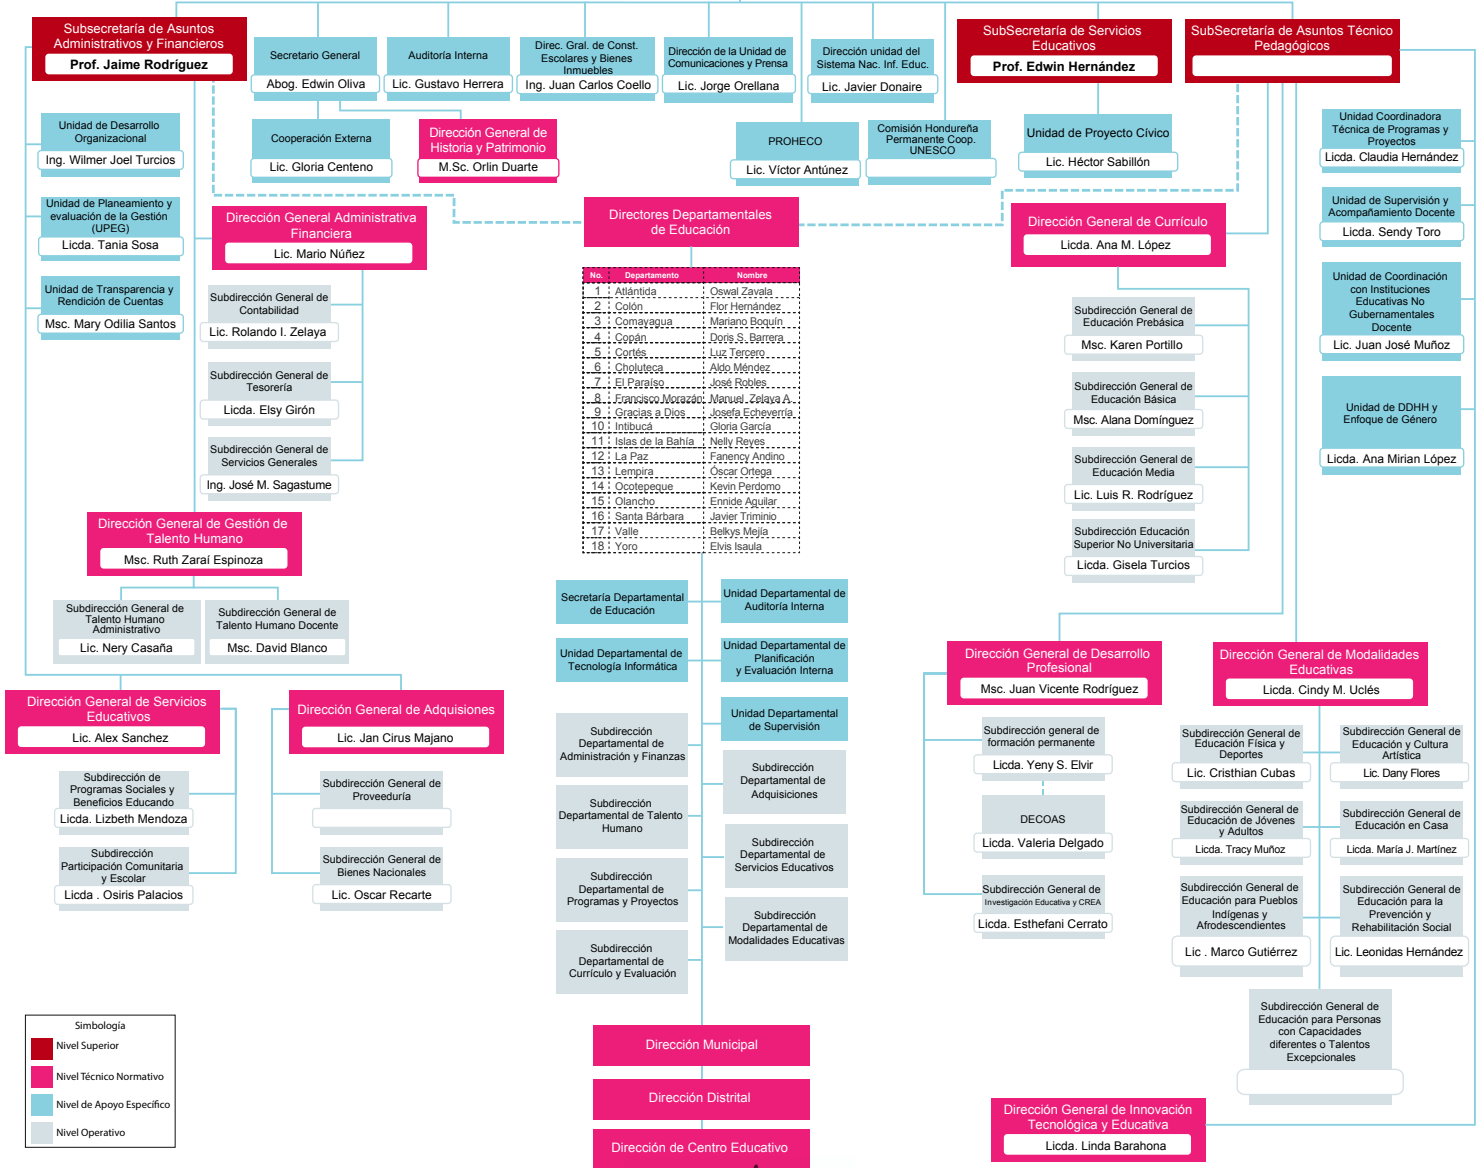 Subsecretaría de Asuntos
Administrativos y Financieros
Prof. Jaime Rodríguez
Secretario General
Abog. Edwin Oliva
Auditoría Interna
Lic. Gustavo Herrera
Direc. Gral. de Const.
Escolares y Bienes
Inmuebles
Ing. Juan Carlos Coello
Dirección de la Unidad de
Comunicaciones y Prensa
Lic. Jorge Orellana
Dirección unidad del
Sistema Nac. Inf. Educ.
Lic. Javier Donaire
SubSecretaría de Servicios
Educativos
Prof. Edwin Hernández
SubSecretaría de Asuntos Técnico
Pedagógicos
Cooperación Externa
Lic. Gloria Centeno
Dirección General de
Historia y Patrimonio
M.Sc. Orlin Duarte
PROHECO
Lic. Víctor Antúnez
Comisión Hondureña
Permanente Coop.
UNESCO
Unidad de Proyecto Cívico
Lic. Héctor Sabillón
Unidad de Desarrollo
Organizacional
Ing. Wilmer Joel Turcios
Unidad de Planeamiento y
evaluación de la Gestión
(UPEG)
Licda. Tania Sosa
Unidad de Transparencia y
Rendición de Cuentas
Msc. Mary Odilia Santos
Dirección General Administrativa
Financiera
Lic. Mario Núñez
Subdirección General de
Contabilidad
Lic. Rolando I. Zelaya
Subdirección General de
Tesorería
Licda. Elsy Girón
Subdirección General de
Servicios Generales
Ing. José M. Sagastume
Dirección General de Gestión de
Talento Humano
Msc. Ruth Zaraí Espinoza
Subdirección General de
Talento Humano
Administrativo
Lic. Nery Casaña
Subdirección General de
Talento Humano Docente
Msc. David Blanco
Dirección General de Servicios
Educativos
Lic. Alex Sanchez
Subdirección de
Programas Sociales y
Beneficios Educando
Licda. Lizbeth Mendoza
Subdirección
Participación Comunitaria
y Escolar
Licda . Osiris Palacios
Dirección General de Adquisiones
Lic. Jan Cirus Majano
Subdirección General de
Proveeduría
Subdirección General de
Bienes Nacionales
Lic. Oscar Recarte
Directores Departamentales
de Educación
No. Departamento Nombre
1 Atlántida Oswal Zavala
2 Colón Flor Hernández
3 Comayagua Mariano Boquín
4 Copán Doris S. Barrera
5 Cortés Luz Tercero
6 Choluteca Aldo Méndez
7 El Paraíso José Robles
8 Francisco Morazán Manuel Zelaya A.
9 Gracias a Dios Josefa Echeverría
10 Intibucá Gloria García
11 Islas de la Bahía Nelly Reyes
12 La Paz Fanency Andino
13 Lempira Óscar Ortega
14 Ocotepeque Kevin Perdomo
15 Olancho Ennide Aguilar
16 Santa Bárbara Javier Triminio
17 Valle Belkys Mejía
18 Yoro Elvis Isaula
Secretaría Departamental
de Educación
Unidad Departamental de
Auditoría Interna
Unidad Departamental de
Tecnología Informática
Unidad Departamental de
Planificación
y Evaluación Interna
Unidad Departamental
de Supervisión
Subdirección
Departamental de
Administración y Finanzas
Subdirección
Departamental de
Adquisiciones
Subdirección
Departamental de Talento
Humano
Subdirección
Departamental de
Servicios Educativos
Subdirección
Departamental de
Programas y Proyectos
Subdirección
Departamental de
Modalidades Educativas
Subdirección
Departamental de
Currículo y Evaluación
Dirección Municipal
Dirección Distrital
Dirección de Centro Educativo
Dirección General de Currículo
Licda. Ana M. López
Subdirección General de
Educación Prebásica
Msc. Karen Portillo
Subdirección General de
Educación Básica
Msc. Alana Domínguez
Subdirección General de
Educación Media
Lic. Luis R. Rodríguez
Subdirección Educación
Superior No Universitaria
Licda. Gisela Turcios
Unidad Coordinadora
Técnica de Programas y
Proyectos
Licda. Claudia Hernández
Unidad de Supervisión y
Acompañamiento Docente
Licda. Sendy Toro
Unidad de Coordinación
con Instituciones
Educativas No
Gubernamentales
Docente
Lic. Juan José Muñoz
Unidad de DDHH y
Enfoque de Género
Licda. Ana Mirian López
Dirección General de Desarrollo
Profesional
Msc. Juan Vicente Rodríguez
Subdirección general de
formación permanente
Licda. Yeny S. Elvir
DECOAS
Licda. Valeria Delgado
Subdirección General de
Investigación Educativa y CREA
Licda. Esthefani Cerrato
Dirección General de Modalidades
Educativas
Licda. Cindy M. Uclés
Subdirección General de
Educación Física y
Deportes
Lic. Cristhian Cubas
Subdirección General de
Educación y Cultura
Artística
Lic. Dany Flores
Subdirección General de
Educación de Jóvenes
y Adultos
Licda. Tracy Muñoz
Subdirección General de
Educación en Casa
Licda. María J. Martínez
Subdirección General de
Educación para Pueblos
Indígenas y
Afrodescendientes
Lic . Marco Gutiérrez
Subdirección General de
Educación para la
Prevención y
Rehabilitación Social
Lic. Leonidas Hernández
Subdirección General de
Educación para Personas
con Capacidades
diferentes o Talentos
Excepcionales
Dirección General de Innovación
Tecnológica y Educativa
Licda. Linda Barahona
Simbología
Nivel Superior
Nivel Técnico Normativo
Nivel de Apoyo Específico
Nivel Operativo